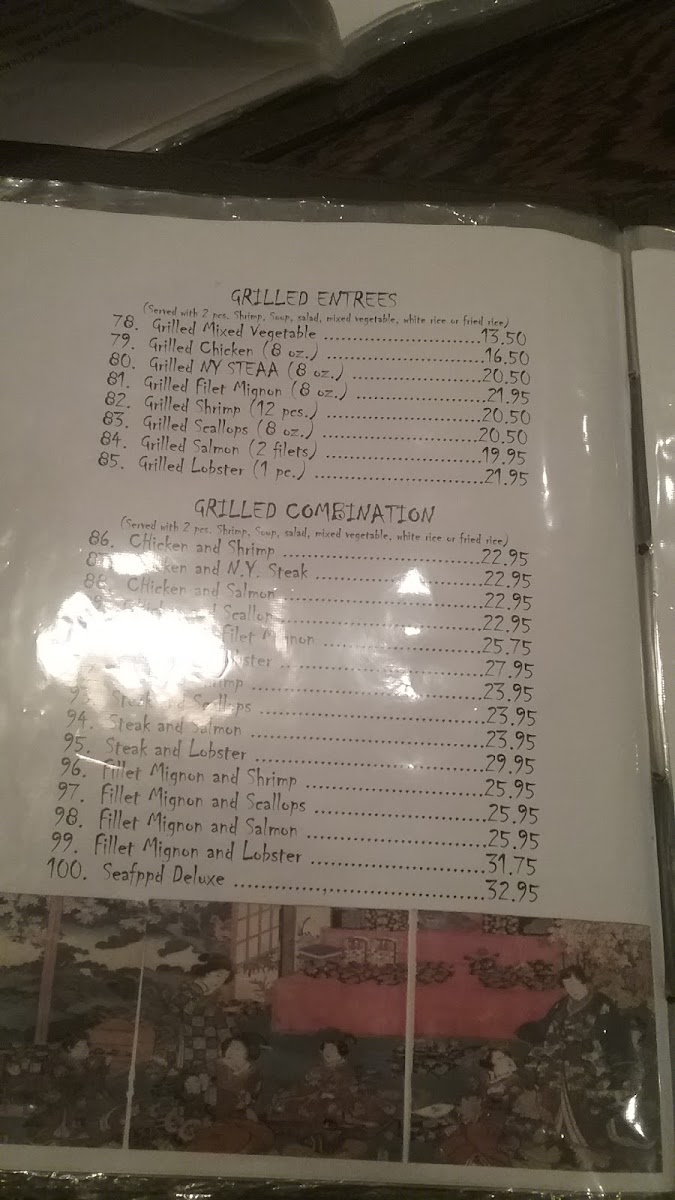 GRILLED ENTREES
(Served with 2 pcs. Shrimp, Soup, salad, mixed vegetable, white rice or fried rice)
78. Grilled Mixed Vegetable ............................13.50
79. Grilled Chicken (8 oz.) ............................16.50
80. Grilled NY STEAA (8 oz.) ......................20.50
81. Grilled Filet Mignon (8 oz.) ......................21.95
82. Grilled Shrimp (12 pcs.) ..........................20.50
83. Grilled Scallops (8 oz.) ...........................20.50
84. Grilled Salmon (2 filets) ..........................19.95
85. Grilled Lobster (1 pc.) .............................21.95
GRILLED COMBINATION
(Served with 2 pcs. Shrimp, Soup, salad, mixed vegetable, white rice or fried rice)
86. CHicken and Shrimp ...................................22.95
and N.Y. Steak .............................22.95
88. CHicken and Salmon ...................................22.95
Scallop ...................................22.95
Filet Mignon ............................25.75
...................................27.95
...................................23.95
93. Steak and Scallops ...................................23.95
94. Steak and Salmon .....................................23.95
95. Steak and Lobster ...................................29.95
96. Fillet Mignon and Shrimp ............................25.95
97. Fillet Mignon and Scallops ..........................25.95
98. Fillet Mignon and Salmon ............................25.95
99. Fillet Mignon and Lobster ...........................31.75
100. Seafppd Deluxe ........................................32.95